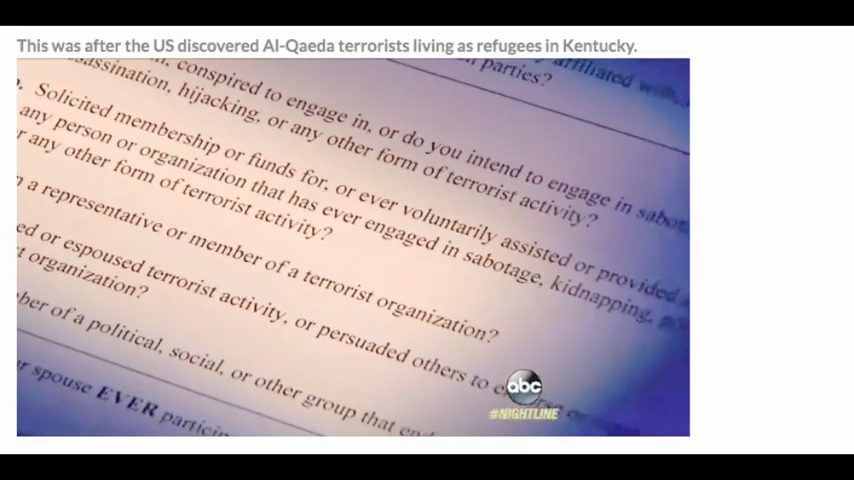 This was after the US discovered Al-Qaeda terrorists living as refugees in Kentucky.
affiliated with,
parties?
conspired to engage in, or do you intend to engage in
hijacking, or any other form of terrorist activity?
Solicited membership or funds for, or ever voluntarily assisted or provided
any person or organization that has ever engaged in sabotage, kidnapping,
any other form of terrorist activity?
a representative or member of a terrorist organization?
or espoused terrorist activity, or persuaded others to
organization?
of a political, social, or other group that
spouse EVER
abc
#NIGHTLINE